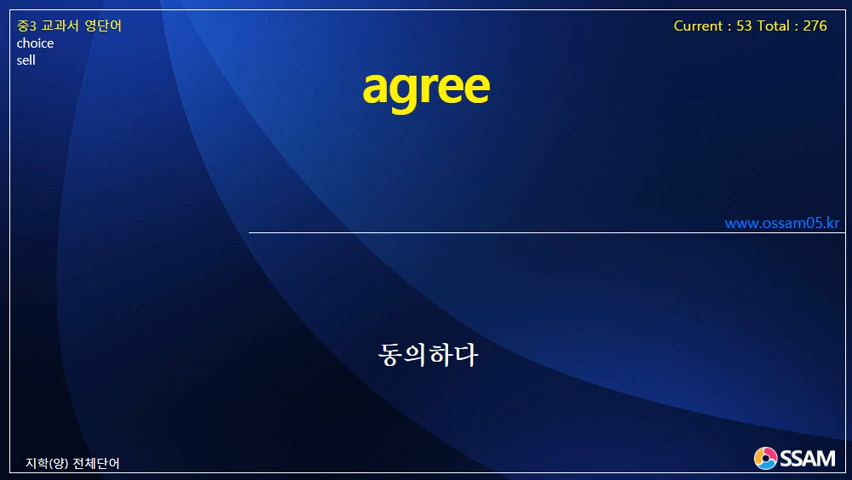 중3 교과서 영단어
choice
sell
Current : 53 Total : 276
agree
www.ossam05.kr
동의하다
지학(양) 전체단어
OSSAM